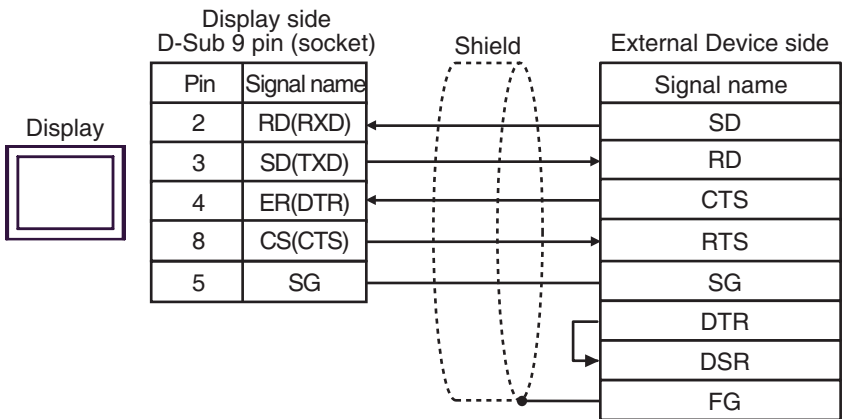 Display side
D-Sub 9 pin (socket)
Shield
External Device side
Display
Pin Signal name
Signal name
2 RD(RXD) SD
3 SD(TXD) RD
4 ER(DTR) CTS
8 CS(CTS) RTS
5 SG SG
DTR
DSR
FG